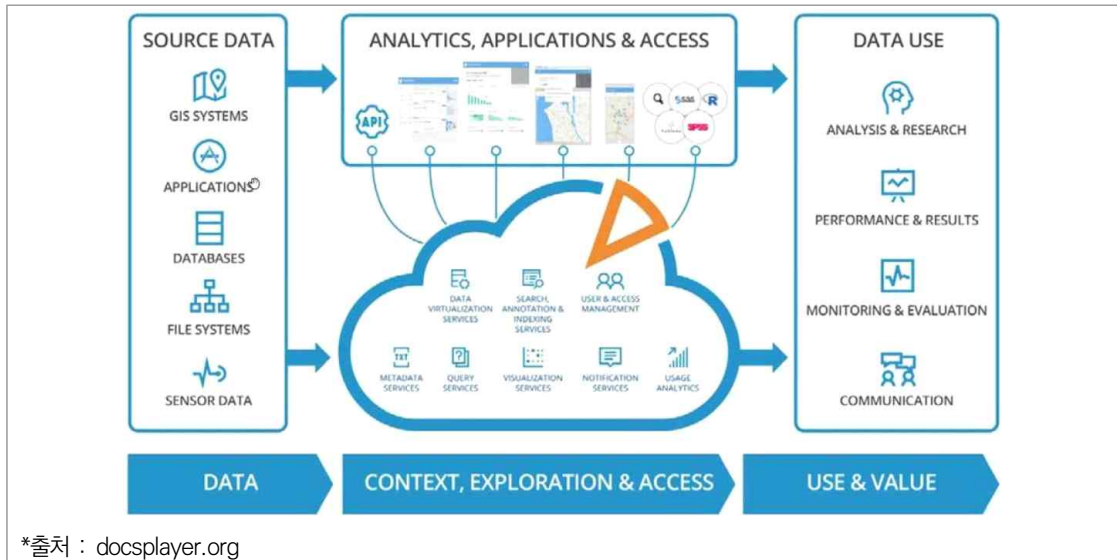 SOURCE DATA
GIS SYSTEMS
APPLICATIONS
DATABASES
FILE SYSTEMS
SENSOR DATA
ANALYTICS, APPLICATIONS & ACCESS
API
sas
R
SPSS
DATA
VIRTUALIZATION
SERVICES
SEARCH,
ANNOTATION &
INDEXING
SERVICES
USER & ACCESS
MANAGEMENT
TXT
METADATA
SERVICES
QUERY
SERVICES
VISUALIZATION
SERVICES
NOTIFICATION
SERVICES
USAGE
ANALYTICS
DATA USE
ANALYSIS & RESEARCH
PERFORMANCE & RESULTS
MONITORING & EVALUATION
COMMUNICATION
DATA
CONTEXT, EXPLORATION & ACCESS
USE & VALUE
*출처 : docsplayer.org